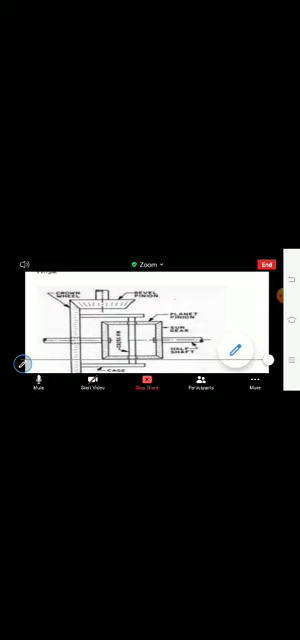 Zoom
End
CROWN WHEEL
BEVEL PINION
PLANET PINION
SUN GEAR
HALF SHAFT
CASE
Mute
Start Video
Stop Share
Participants
More